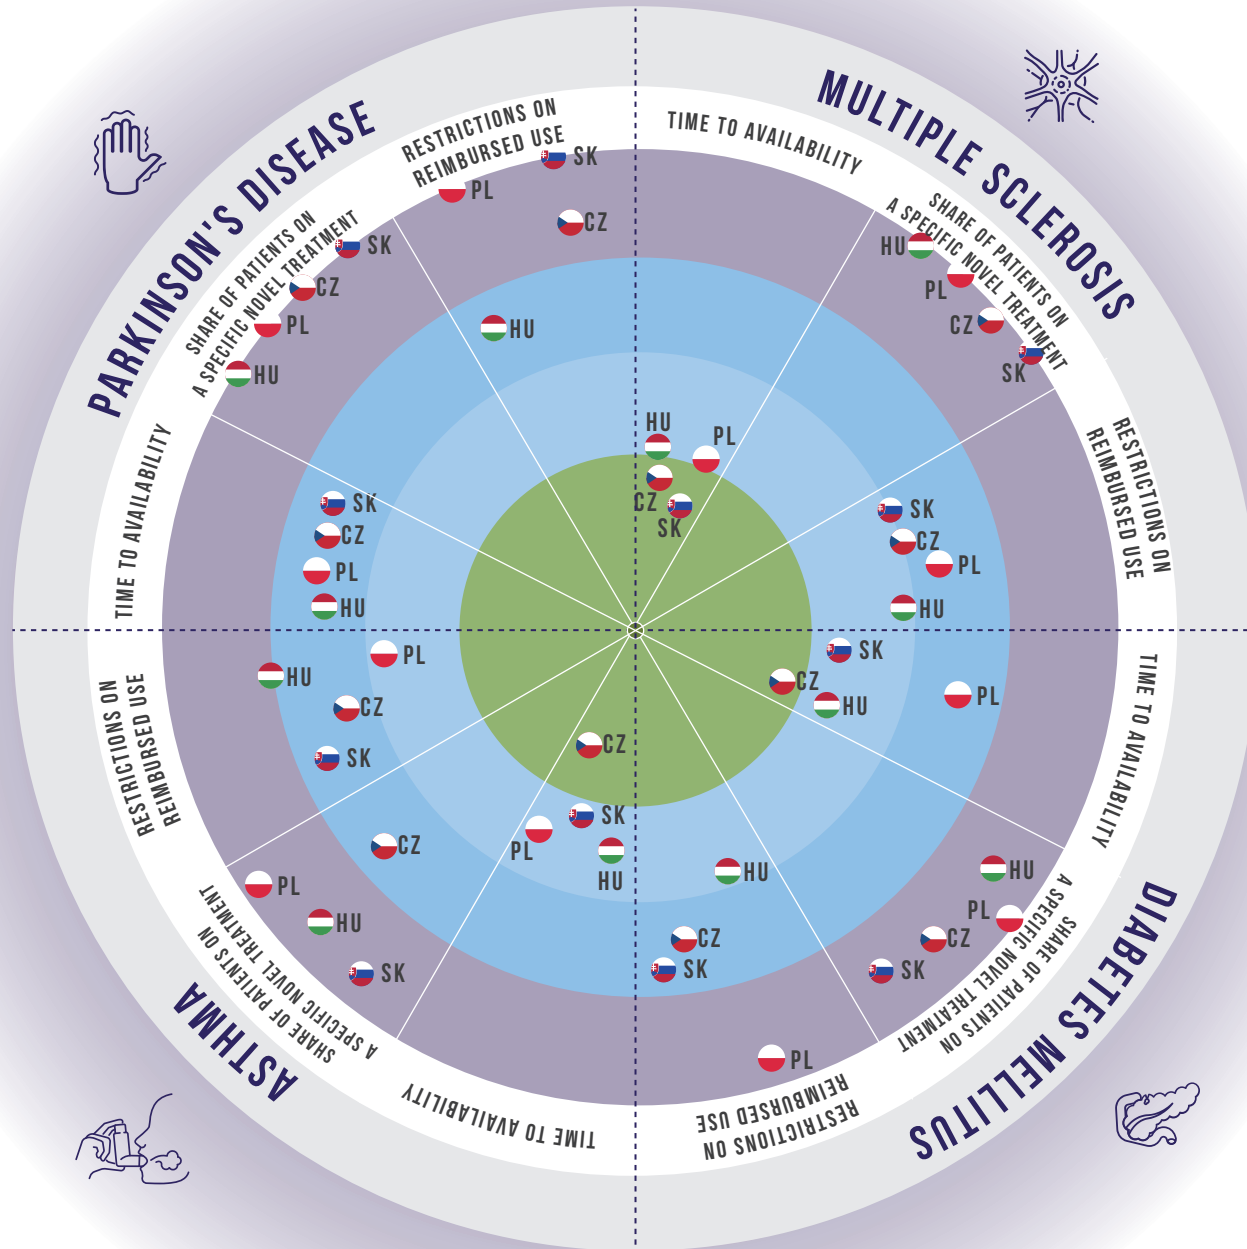 PARKINSON'S DISEASE
RESTRICTIONS ON
REIMBURSED USE
SK
PL
CZ
HU
SHARE OF PATIENTS ON
A SPECIFIC NOVEL TREATMENT
SK
CZ
PL
HU
TIME TO AVAILABILITY
SK
CZ
PL
HU
MULTIPLE SCLEROSIS
TIME TO AVAILABILITY
HU
PL
CZ
SK
SHARE OF PATIENTS ON
A SPECIFIC NOVEL TREATMENT
HU
PL
CZ
SK
RESTRICTIONS ON
REIMBURSED USE
SK
CZ
PL
HU
DIABETES MELLITUS
TIME TO AVAILABILITY
SK
CZ
HU
PL
SHARE OF PATIENTS ON
A SPECIFIC NOVEL TREATMENT
HU
PL
CZ
SK
RESTRICTIONS ON
REIMBURSED USE
HU
CZ
SK
PL
ASTHMA
TIME TO AVAILABILITY
CZ
SK
PL
HU
SHARE OF PATIENTS ON
A SPECIFIC NOVEL TREATMENT
CZ
PL
HU
SK
RESTRICTIONS ON
REIMBURSED USE
PL
HU
CZ
SK